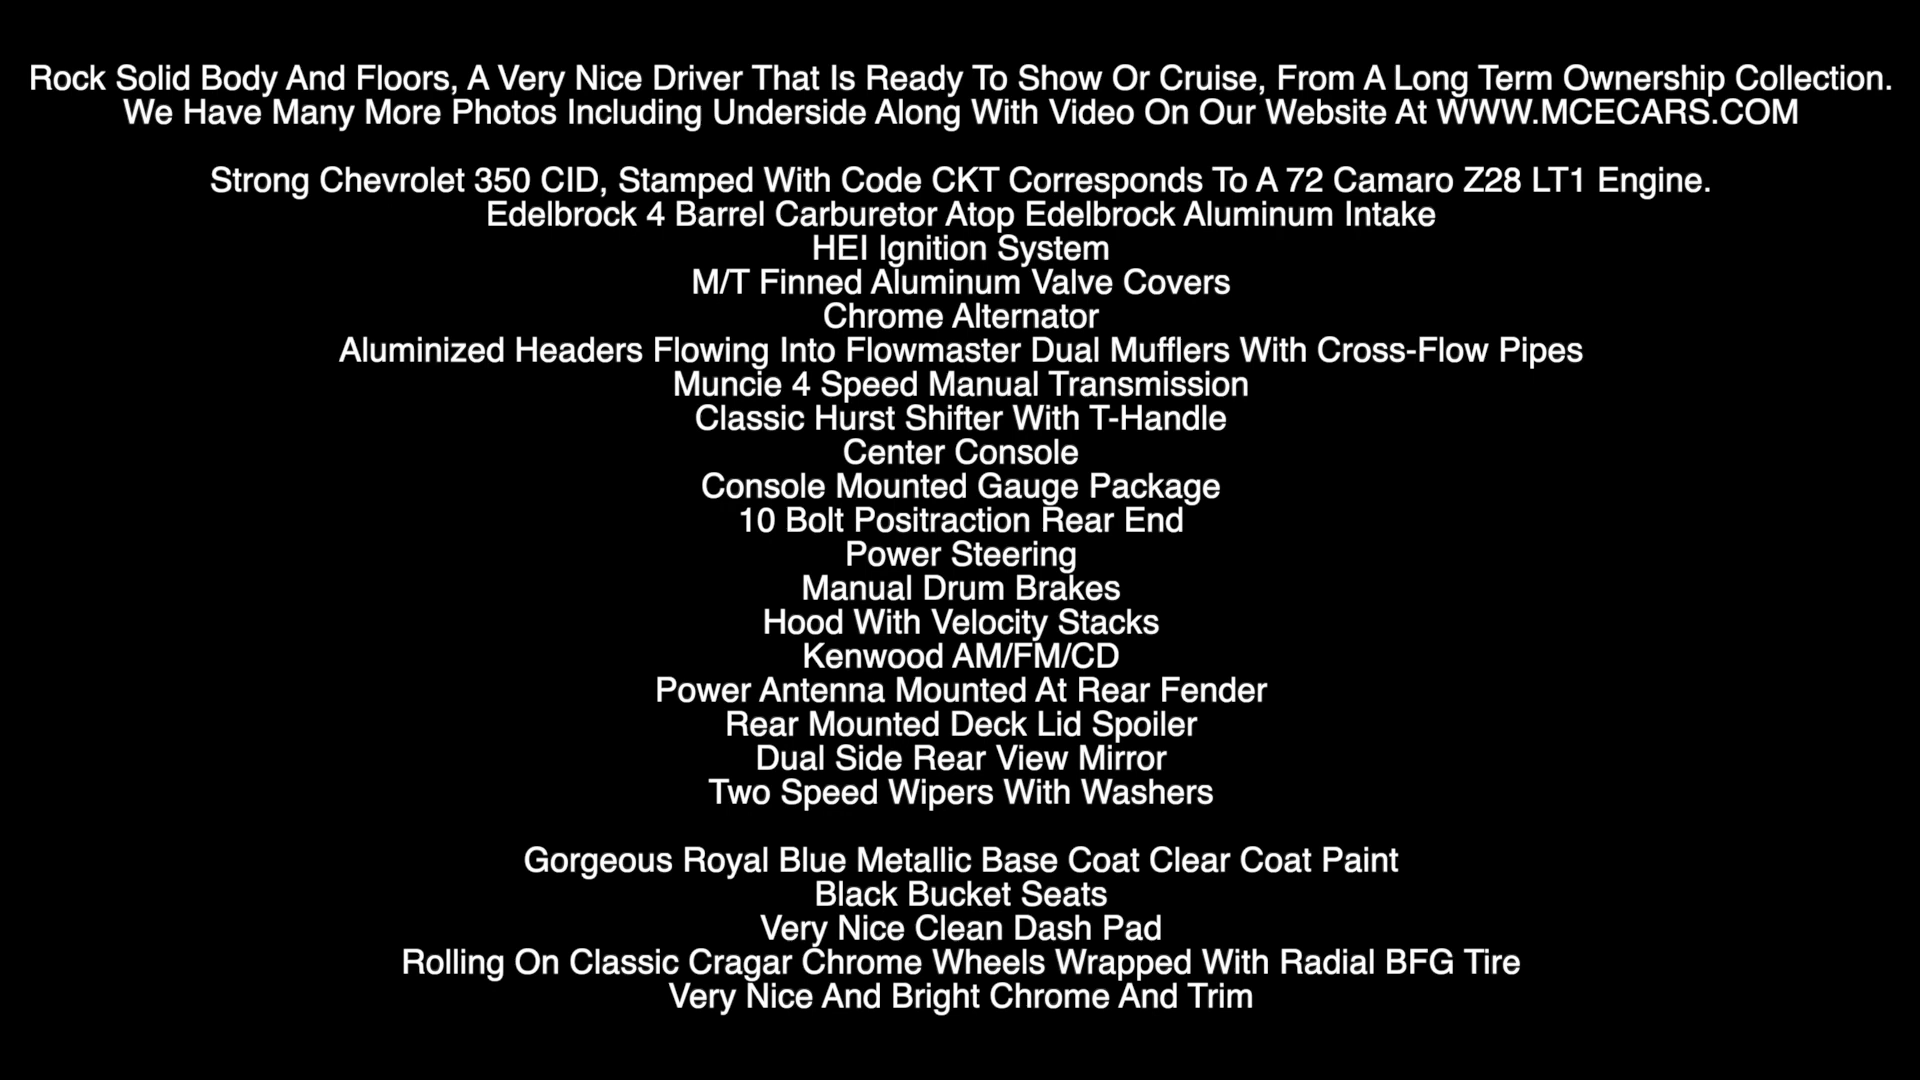 Rock Solid Body And Floors, A Very Nice Driver That Is Ready To Show Or Cruise, From A Long Term Ownership Collection.
We Have Many More Photos Including Underside Along With Video On Our Website At WWW.MCECARS.COM
Strong Chevrolet 350 CID, Stamped With Code CKT Corresponds To A 72 Camaro Z28 LT1 Engine.
Edelbrock 4 Barrel Carburetor Atop Edelbrock Aluminum Intake
HEI Ignition System
M/T Finned Aluminum Valve Covers
Chrome Alternator
Aluminized Headers Flowing Into Flowmaster Dual Mufflers With Cross-Flow Pipes
Muncie 4 Speed Manual Transmission
Classic Hurst Shifter With T-Handle
Center Console
Console Mounted Gauge Package
10 Bolt Positraction Rear End
Power Steering
Manual Drum Brakes
Hood With Velocity Stacks
Kenwood AM/FM/CD
Power Antenna Mounted At Rear Fender
Rear Mounted Deck Lid Spoiler
Dual Side Rear View Mirror
Two Speed Wipers With Washers
Gorgeous Royal Blue Metallic Base Coat Clear Coat Paint
Black Bucket Seats
Very Nice Clean Dash Pad
Rolling On Classic Cragar Chrome Wheels Wrapped With Radial BFG Tire
Very Nice And Bright Chrome And Trim